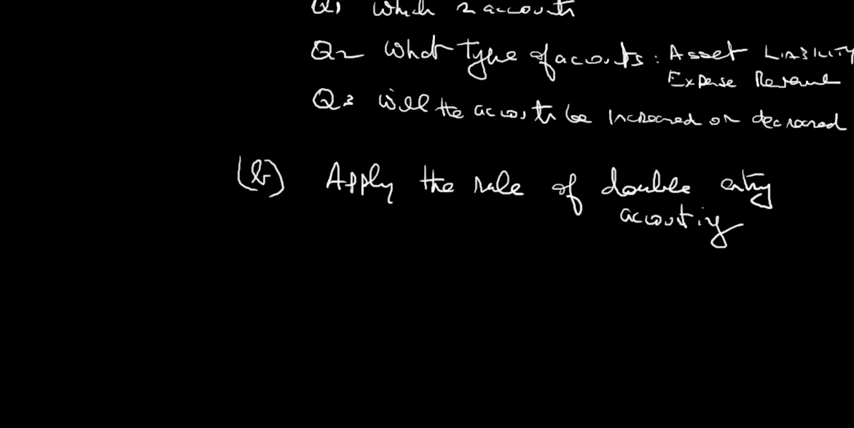 Q1 Which 2 accounts
Q2 What type of accounts: Asset LIABILITY
Expense Revenue
Q3 Will the accounts be increased or decreased
(b) Apply the rule of double entry
accounting